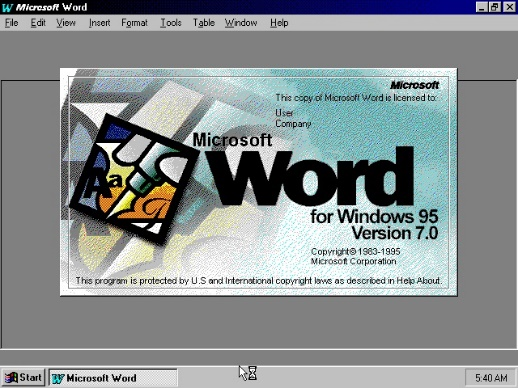 Microsoft Word
File Edit View Insert Format Tools Table Window Help
Microsoft
This copy of Microsoft Word is licensed to:
User
Company
Microsoft
Word
for Windows 95
Version 7.0
Copyright© 1983-1995
Microsoft Corporation
This program is protected by U.S and International copyright laws as described in Help About.
Aa
Start Microsoft Word 5:40 AM